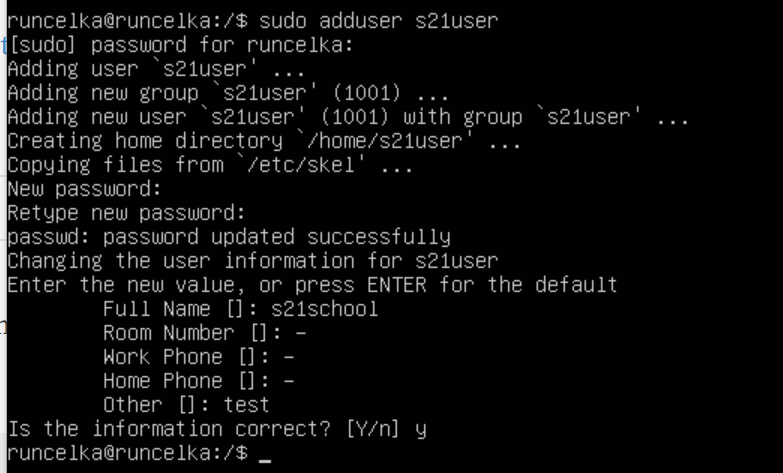 runcelka@runcelka:/$ sudo adduser s21user
[sudo] password for runcelka:
Adding user `s21user' ...
Adding new group `s21user' (1001) ...
Adding new user `s21user' (1001) with group `s21user' ...
Creating home directory `/home/s21user' ...
Copying files from `/etc/skel' ...
New password:
Retype new password:
passwd: password updated successfully
Changing the user information for s21user
Enter the new value, or press ENTER for the default
        Full Name []: s21school
        Room Number []: -
        Work Phone []: -
        Home Phone []: -
        Other []: test
Is the information correct? [Y/n] y
runcelka@runcelka:/$ _